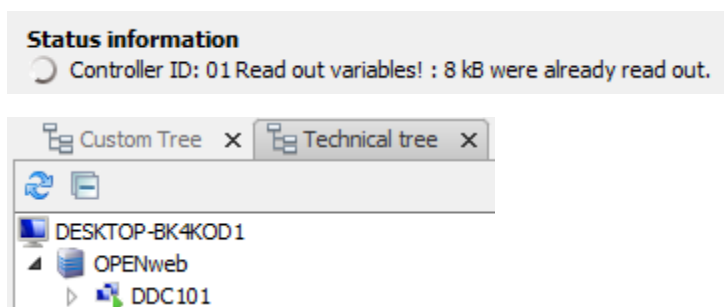 Status information
Controller ID: 01 Read out variables! : 8 kB were already read out.
Custom Tree Technical tree
DESKTOP-BK4KOD1
OPENweb
DDC101